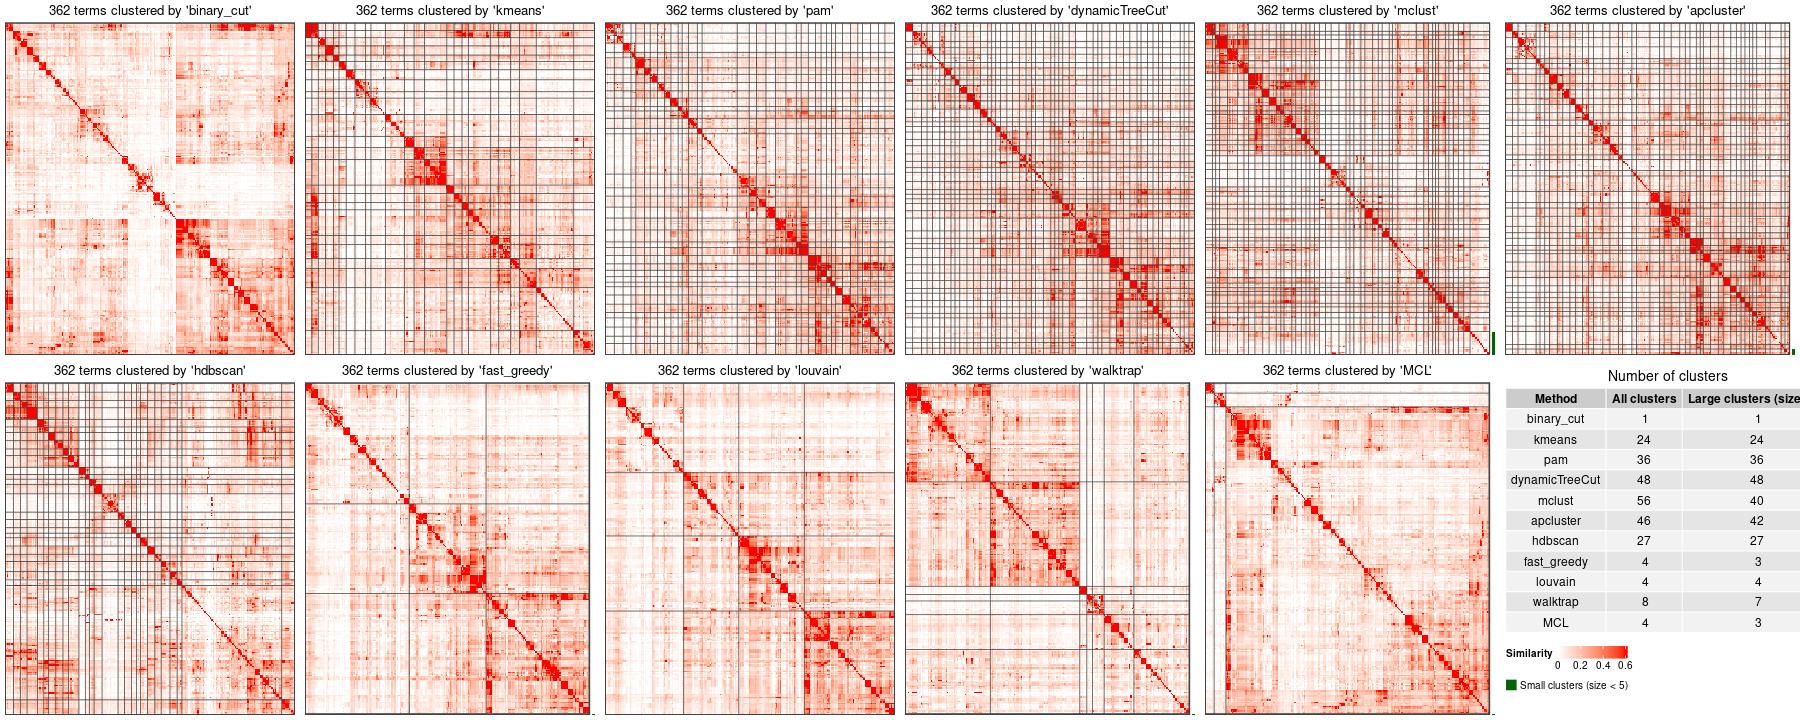 362 terms clustered by 'binary_cut'
362 terms clustered by 'kmeans'
362 terms clustered by 'pam'
362 terms clustered by 'dynamicTreeCut'
362 terms clustered by 'mclust'
362 terms clustered by 'apcluster'
362 terms clustered by 'hdbscan'
362 terms clustered by 'fast_greedy'
362 terms clustered by 'louvain'
362 terms clustered by 'walktrap'
362 terms clustered by 'MCL'
Number of clusters
Method All clusters Large clusters (size
binary_cut 1 1
kmeans 24 24
pam 36 36
dynamicTreeCut 48 48
mclust 56 40
apcluster 46 42
hdbscan 27 27
fast_greedy 4 3
louvain 4 4
walktrap 8 7
MCL 4 3
Similarity
0 0.2 0.4 0.6
Small clusters (size < 5)